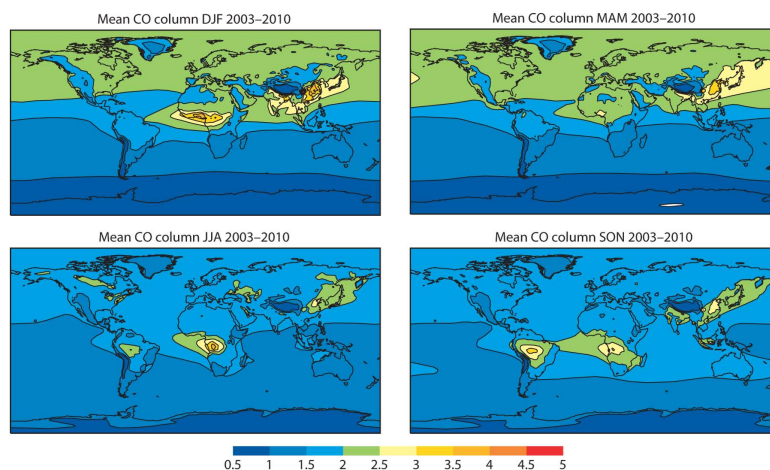 Mean CO column DJF 2003–2010
Mean CO column MAM 2003–2010
Mean CO column JJA 2003–2010
Mean CO column SON 2003–2010
0.5 1 1.5 2 2.5 3 3.5 4 4.5 5